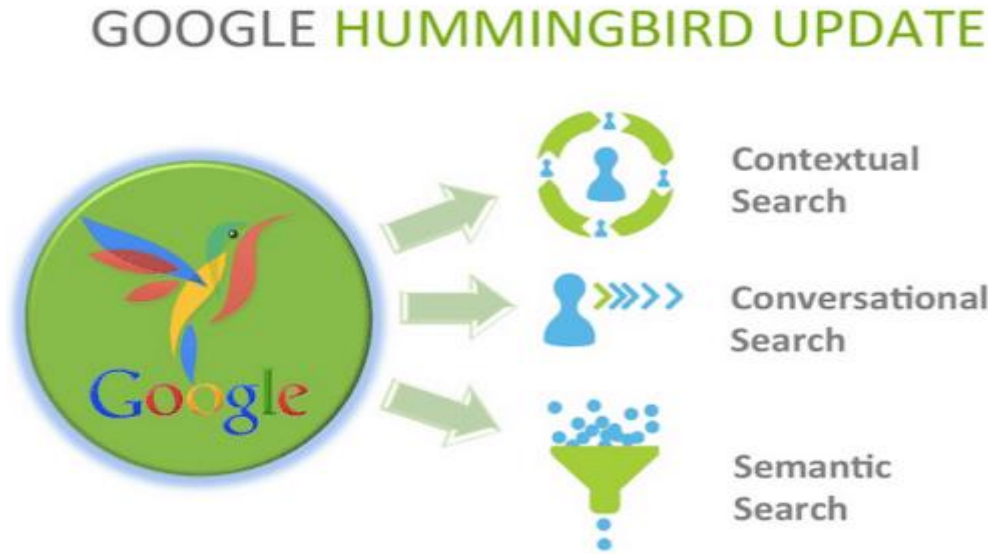 GOOGLE HUMMINGBIRD UPDATE
Google
Contextual
Search
Conversational
Search
Semantic
Search